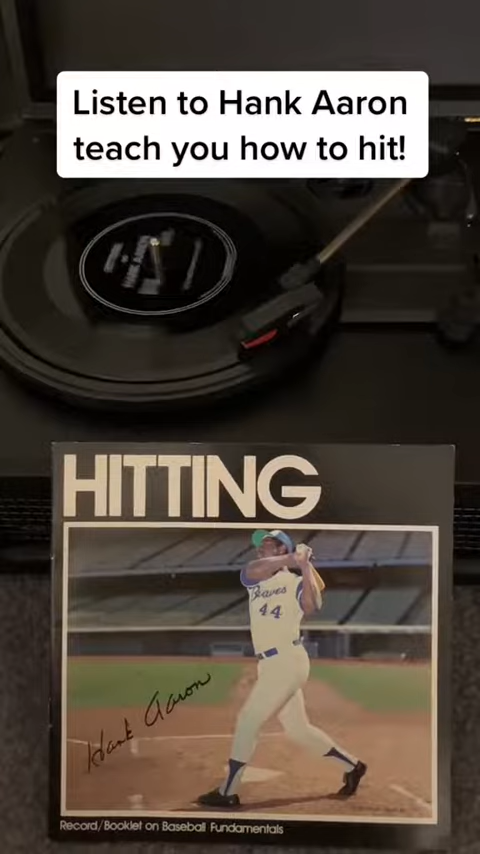 Listen to Hank Aaron
teach you how to hit!
HITTING
Braves
44
Hank Aaron
Record/Booklet on Baseball Fundamentals